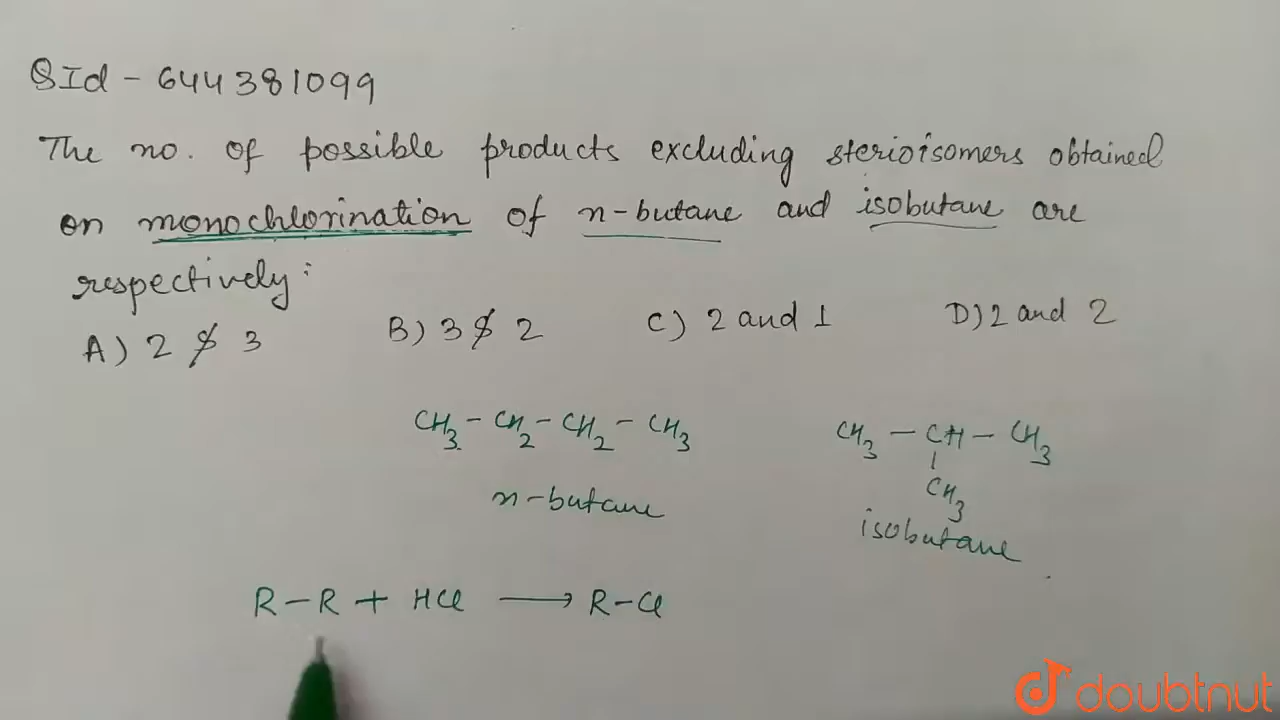 QId - 644381099
The no. of possible products excluding sterioisomers obtained
on monochlorination of n-butane and isobutane are
respectively:
A) 2 & 3 B) 3 & 2 C) 2 and 1 D) 2 and 2
CH3 - CH2 - CH2 - CH3 CH3 - CH - CH3
CH3
n-butane isobutane
R - R + HCl ⟶ R - Cl
doubtnut